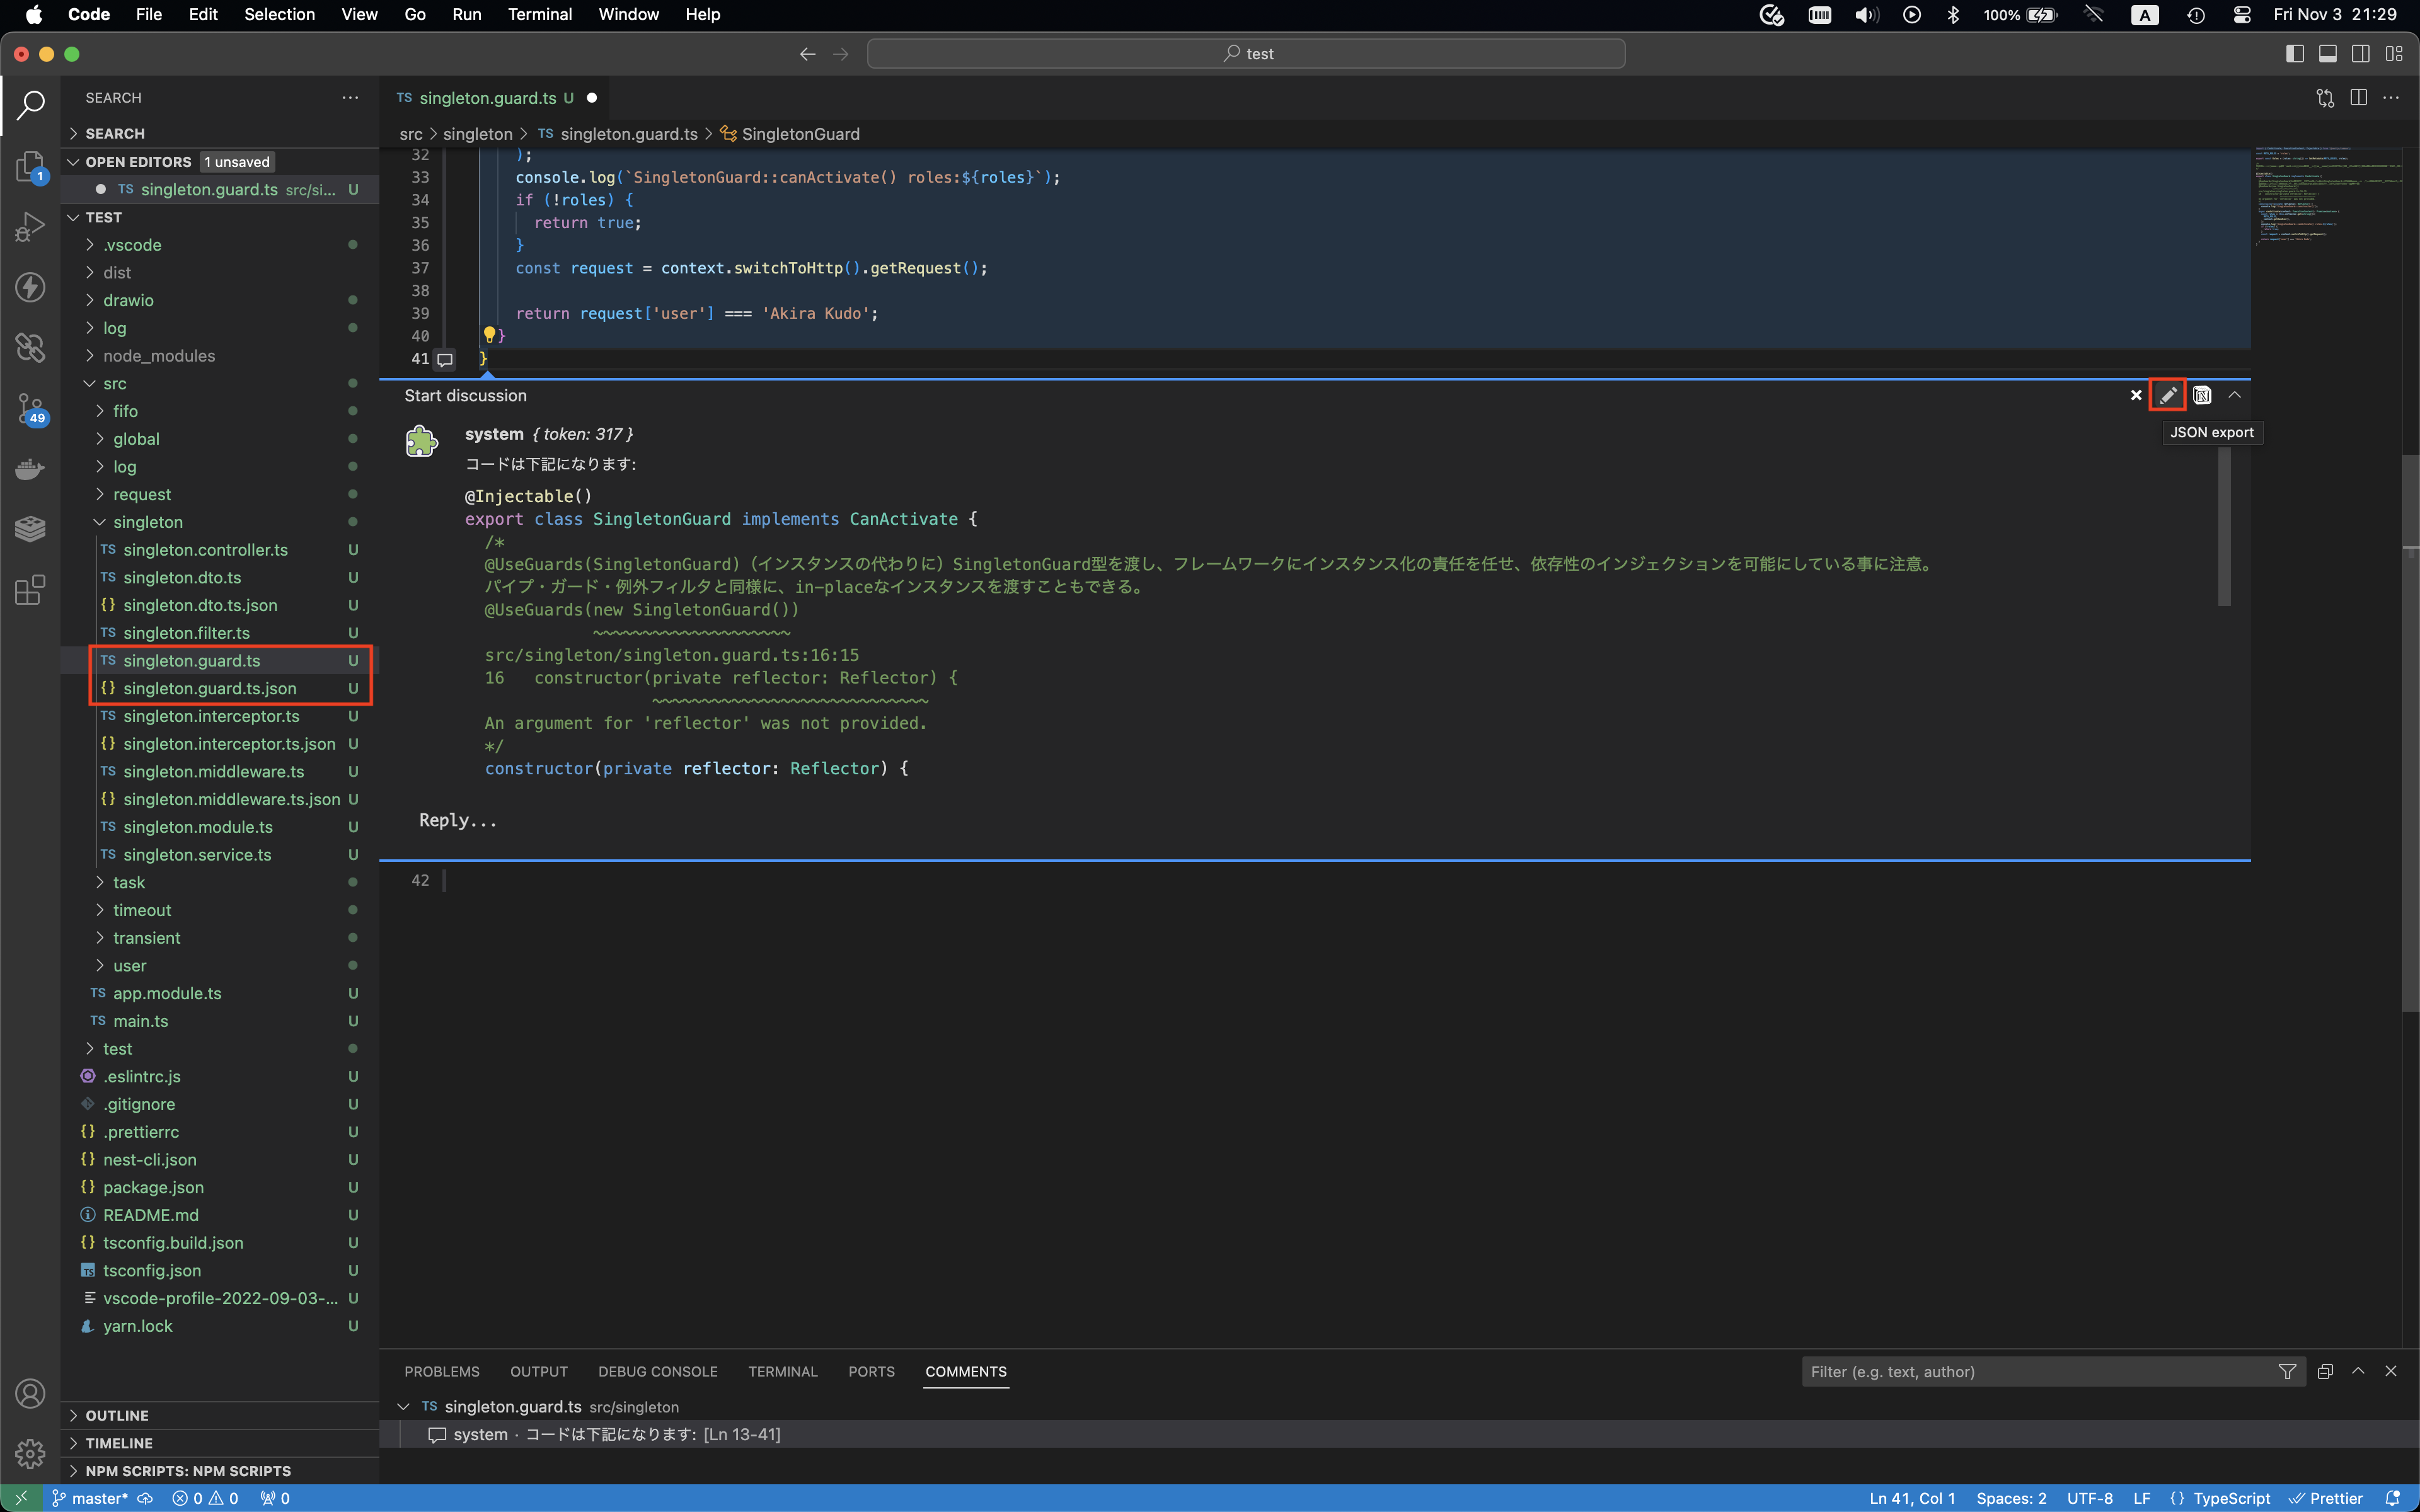 Code File Edit Selection View Go Run Terminal Window Help
100% A Fri Nov 3 21:29
test
SEARCH
SEARCH
OPEN EDITORS 1 unsaved
TS singleton.guard.ts src/si... U
TEST
.vscode
dist
drawio
log
node_modules
src
fifo
global
log
request
singleton
TS singleton.controller.ts U
TS singleton.dto.ts U
{} singleton.dto.ts.json U
TS singleton.filter.ts U
TS singleton.guard.ts U
{} singleton.guard.ts.json U
TS singleton.interceptor.ts U
{} singleton.interceptor.ts.json U
TS singleton.middleware.ts U
{} singleton.middleware.ts.json U
TS singleton.module.ts U
TS singleton.service.ts U
task
timeout
transient
user
TS app.module.ts U
TS main.ts U
test
.eslintrc.js U
.gitignore U
{} .prettierrc U
{} nest-cli.json U
{} package.json U
README.md U
{} tsconfig.build.json U
TS tsconfig.json U
vscode-profile-2022-09-03-... U
yarn.lock U
OUTLINE
TIMELINE
NPM SCRIPTS: NPM SCRIPTS
1
49
TS singleton.guard.ts U
src > singleton > TS singleton.guard.ts > SingletonGuard
32 );
33 console.log(`SingletonGuard::canActivate() roles:${roles}`);
34 if (!roles) {
35 return true;
36 }
37 const request = context.switchToHttp().getRequest();
38
39 return request['user'] === 'Akira Kudo';
40 }
41 }
Start discussion
JSON export
system { token: 317 }
コードは下記になります:
@Injectable()
export class SingletonGuard implements CanActivate {
/*
@UseGuards(SingletonGuard)（インスタンスの代わりに）SingletonGuard型を渡し、フレームワークにインスタンス化の責任を任せ、依存性のインジェクションを可能にしている事に注意。
パイプ・ガード・例外フィルタと同様に、in-placeなインスタンスを渡すこともできる。
@UseGuards(new SingletonGuard())
~~~~~~~~~~~~~~~~~~~~
src/singleton/singleton.guard.ts:16:15
16 constructor(private reflector: Reflector) {
~~~~~~~~~~~~~~~~~~~~~~~~~~~~
An argument for 'reflector' was not provided.
*/
constructor(private reflector: Reflector) {
Reply...
42
PROBLEMS OUTPUT DEBUG CONSOLE TERMINAL PORTS COMMENTS
Filter (e.g. text, author)
TS singleton.guard.ts src/singleton
system · コードは下記になります: [Ln 13-41]
master* 0 0 0
Ln 41, Col 1 Spaces: 2 UTF-8 LF {} TypeScript Prettier